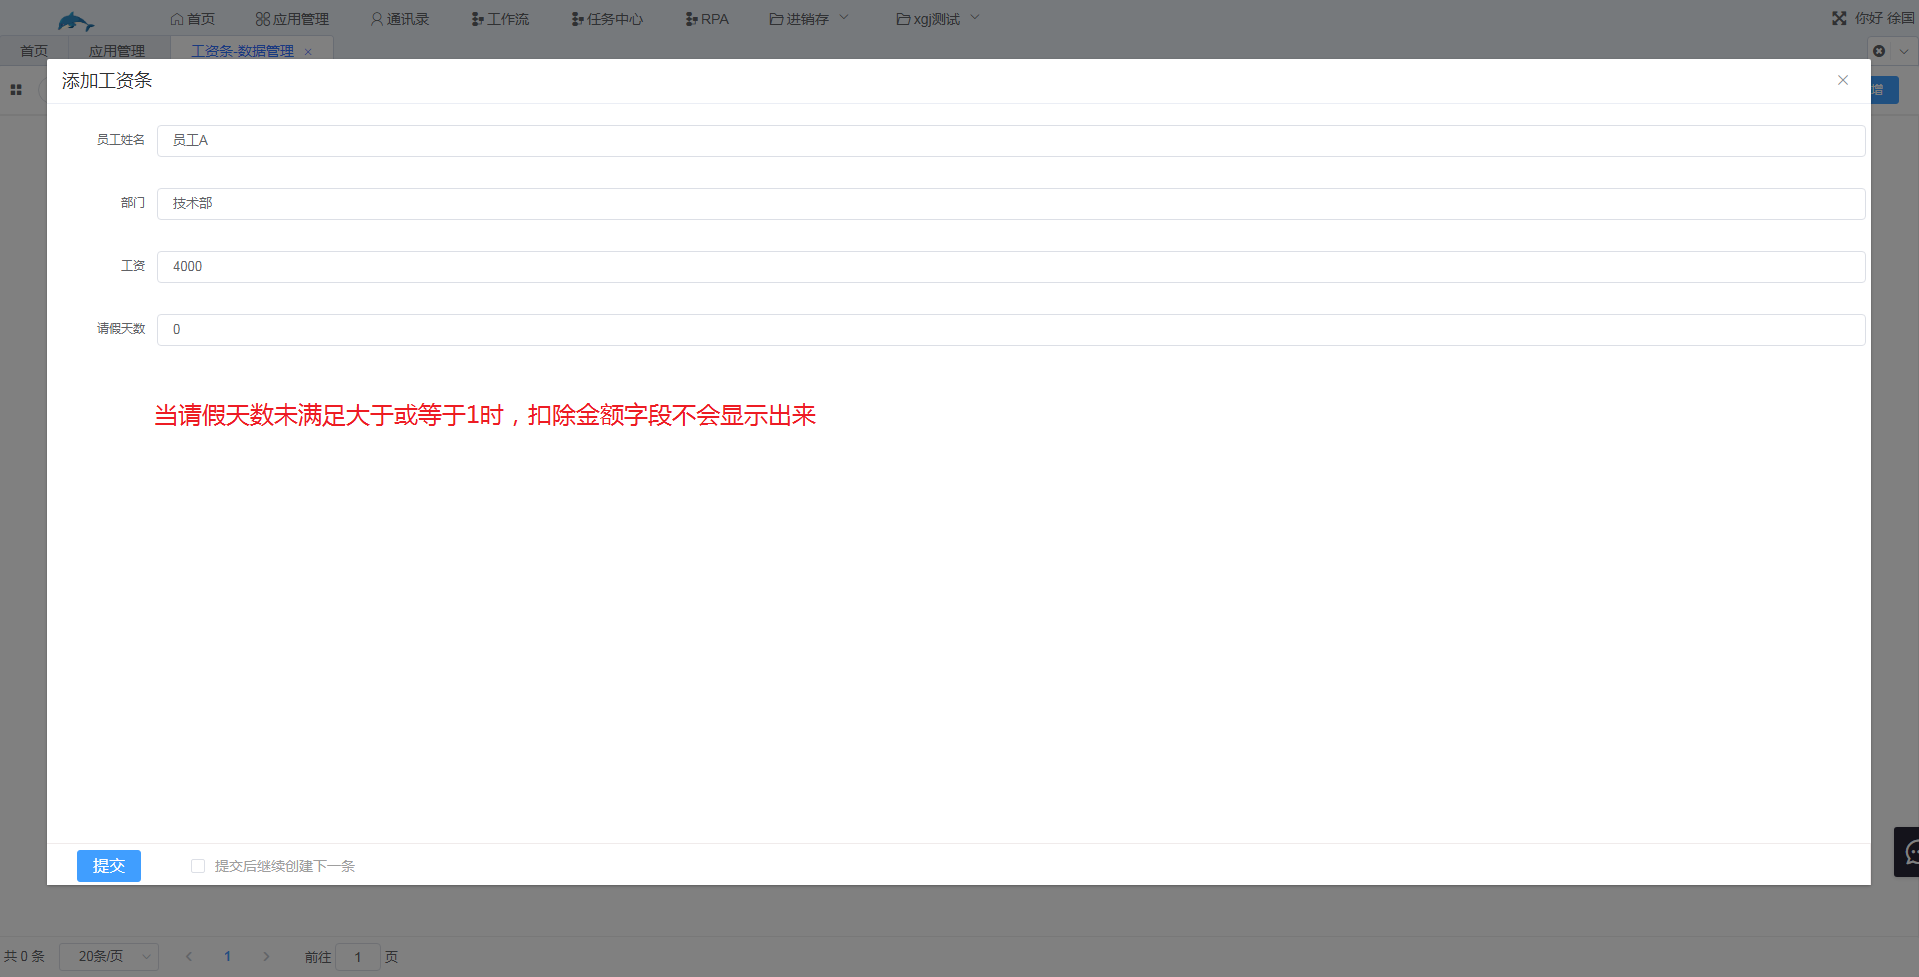 首页 应用管理 通讯录 工作流 任务中心 RPA 进销存 xgj测试 你好 徐国
首页 应用管理 工资条-数据管理
添加工资条
增
员工姓名 员工A
部门 技术部
工资 4000
请假天数 0
当请假天数未满足大于或等于1时，扣除金额字段不会显示出来
提交 提交后继续创建下一条
共 0 条 20条/页 1 前往 1 页